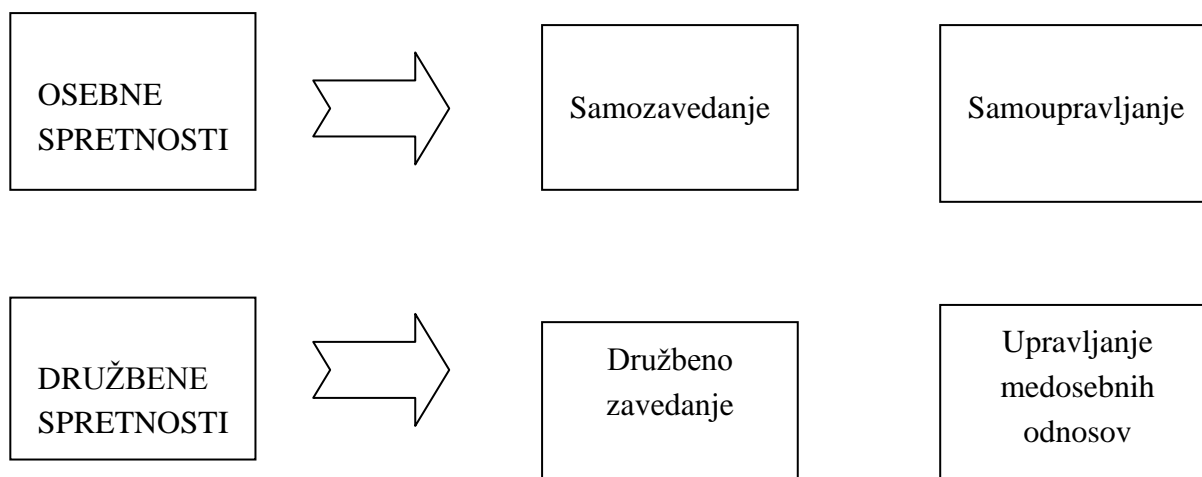 OSEBNE
SPRETNOSTI
Samozavedanje
Samoupravljanje
DRUŽBENE
SPRETNOSTI
Družbeno
zavedanje
Upravljanje
medosebnih
odnosov